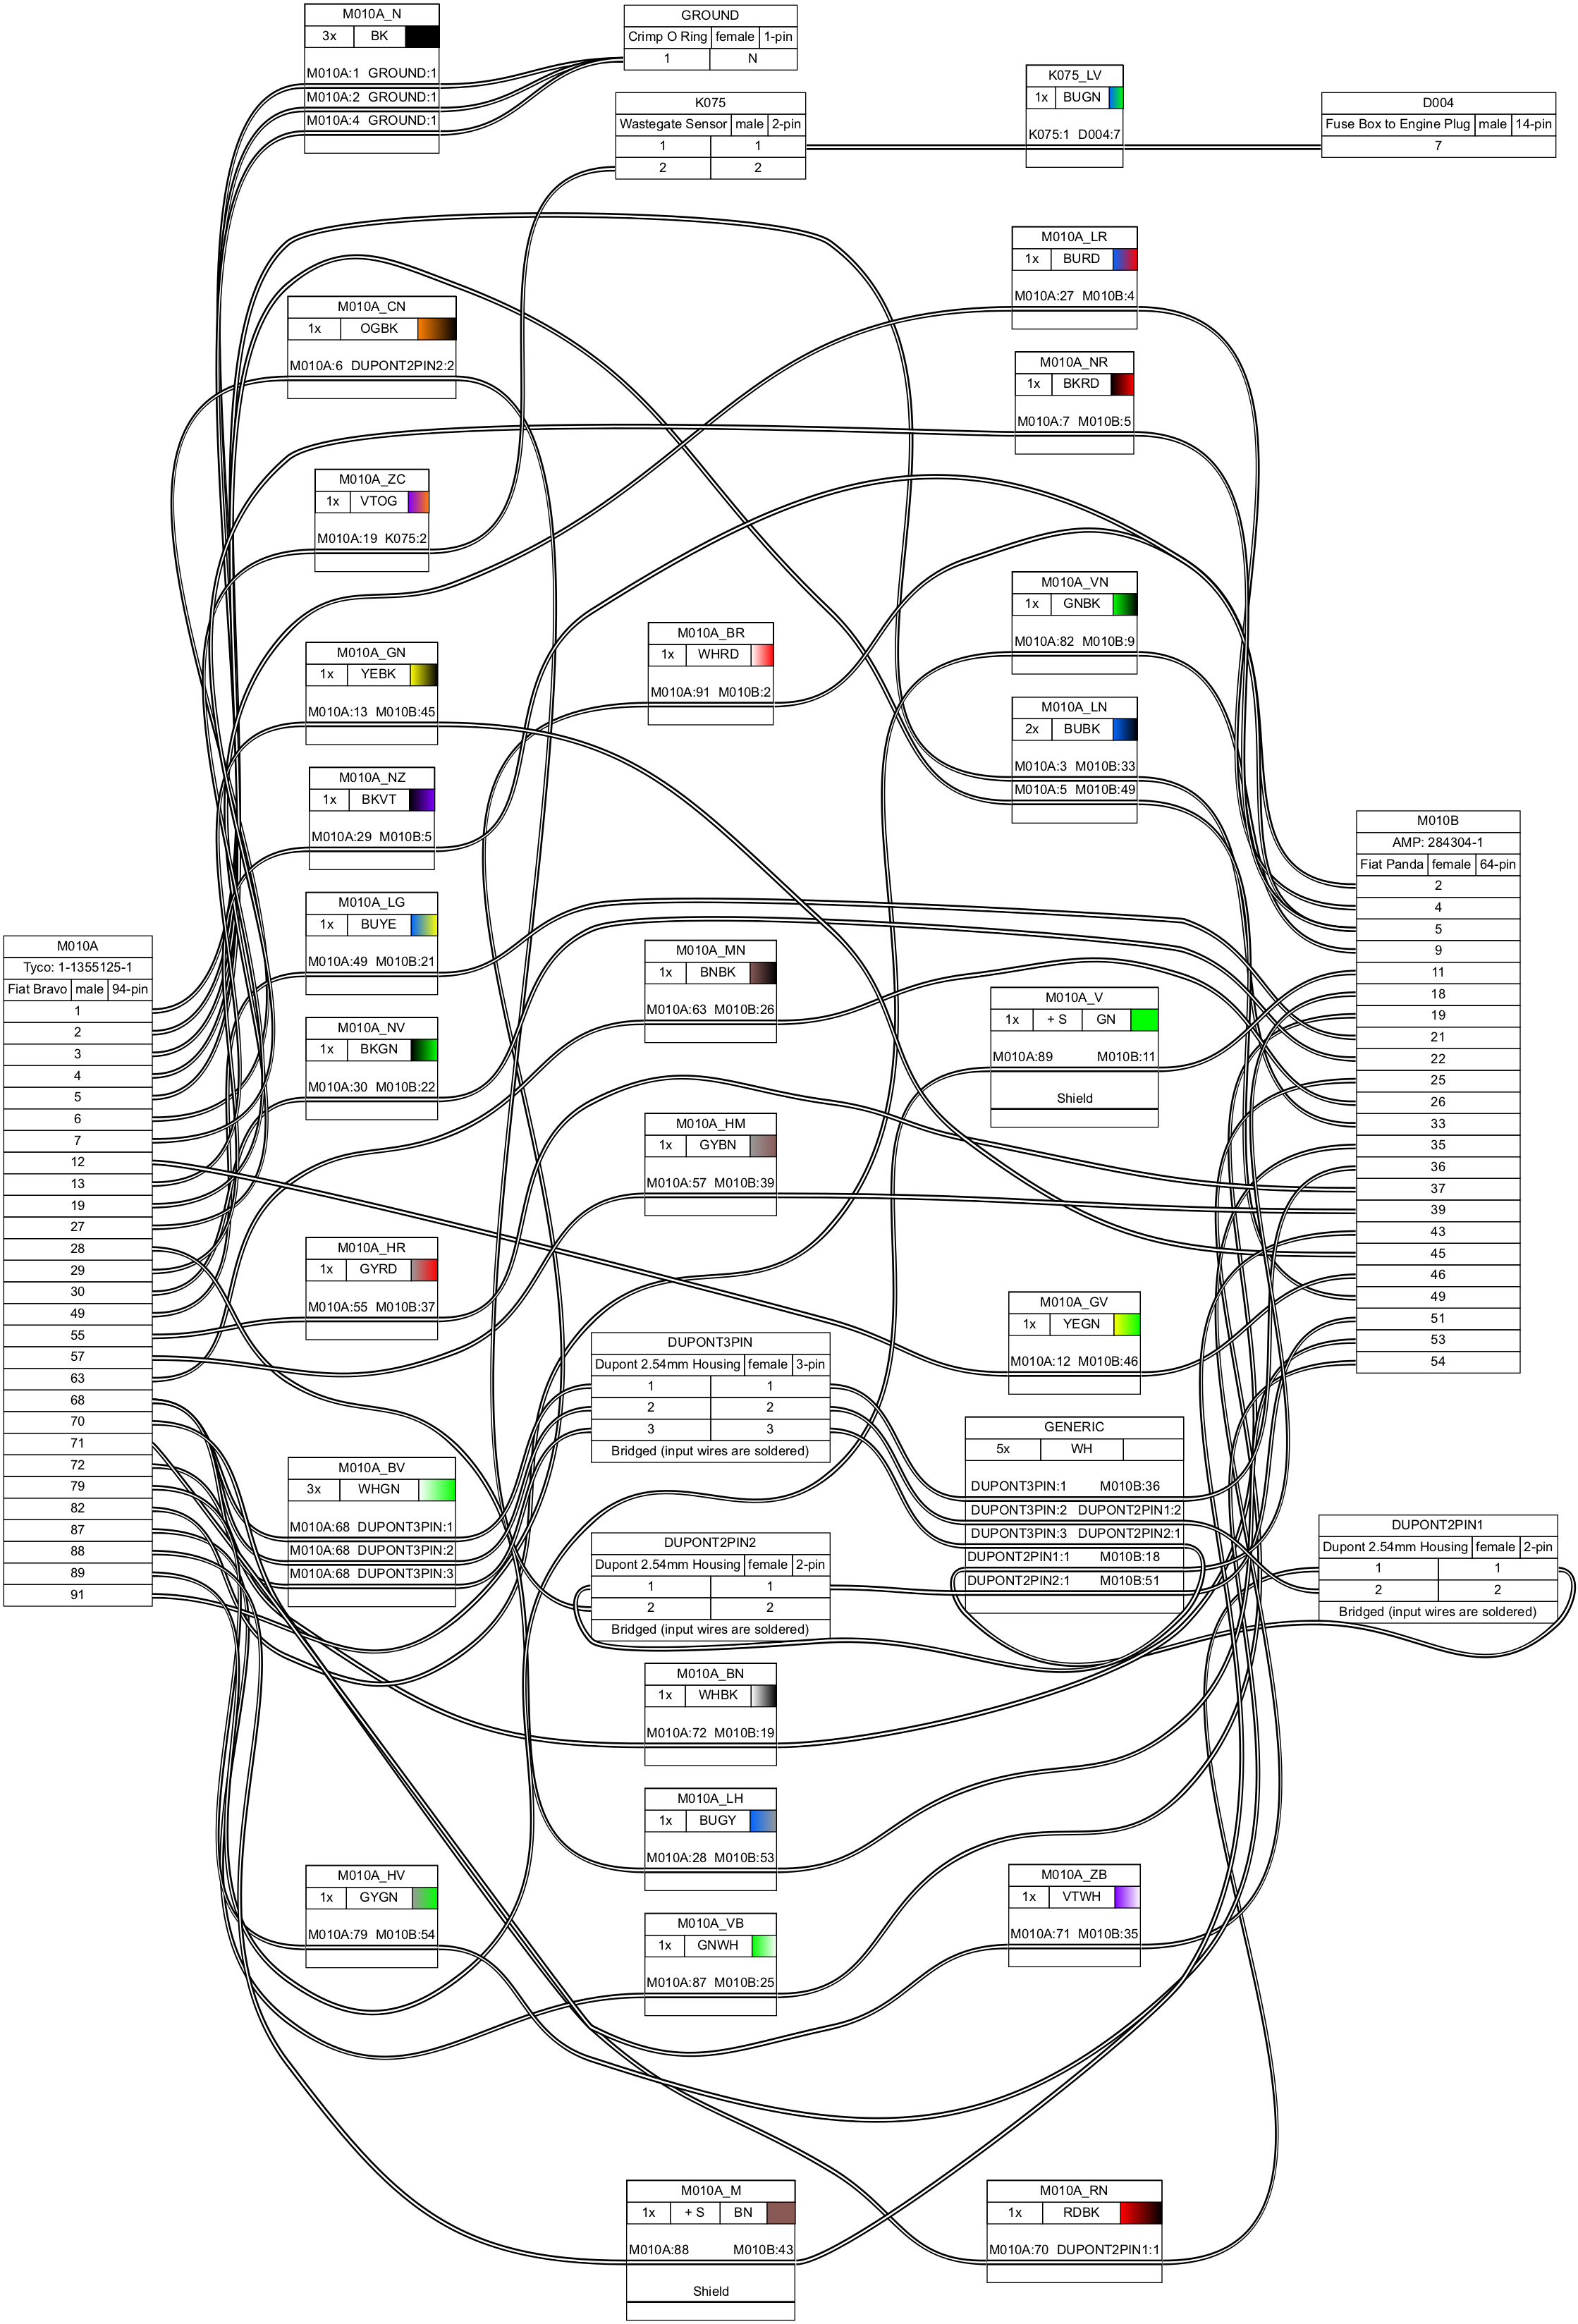 M010A_N
3x BK
M010A:1 GROUND:1
M010A:2 GROUND:1
M010A:4 GROUND:1
GROUND
Crimp O Ring female 1-pin
1 N
K075
Wastegate Sensor male 2-pin
1 1
2 2
K075_LV
1x BUGN
K075:1 D004:7
D004
Fuse Box to Engine Plug male 14-pin
7
M010A_LR
1x BURD
M010A:27 M010B:4
M010A_CN
1x OGBK
M010A:6 DUPONT2PIN2:2
M010A_NR
1x BKRD
M010A:7 M010B:5
M010A_ZC
1x VTOG
M010A:19 K075:2
M010A_VN
1x GNBK
M010A:82 M010B:9
M010A_BR
1x WHRD
M010A:91 M010B:2
M010A_GN
1x YEBK
M010A:13 M010B:45
M010A_LN
2x BUBK
M010A:3 M010B:33
M010A:5 M010B:49
M010A_NZ
1x BKVT
M010A:29 M010B:5
M010B
AMP: 284304-1
Fiat Panda female 64-pin
2
4
5
9
11
18
19
21
22
25
26
33
35
36
37
39
43
45
46
49
51
53
54
M010A_LG
1x BUYE
M010A:49 M010B:21
M010A
Tyco: 1-1355125-1
Fiat Bravo male 94-pin
1
2
3
4
5
6
7
12
13
19
27
28
29
30
49
55
57
63
68
70
71
72
79
82
87
88
89
91
M010A_MN
1x BNBK
M010A:63 M010B:26
M010A_V
1x + S GN
M010A:89 M010B:11
Shield
M010A_NV
1x BKGN
M010A:30 M010B:22
M010A_HM
1x GYBN
M010A:57 M010B:39
M010A_HR
1x GYRD
M010A:55 M010B:37
M010A_GV
1x YEGN
M010A:12 M010B:46
DUPONT3PIN
Dupont 2.54mm Housing female 3-pin
1 1
2 2
3 3
Bridged (input wires are soldered)
GENERIC
5x WH
DUPONT3PIN:1 M010B:36
DUPONT3PIN:2 DUPONT2PIN1:2
DUPONT3PIN:3 DUPONT2PIN2:1
DUPONT2PIN1:1 M010B:18
DUPONT2PIN2:1 M010B:51
M010A_BV
3x WHGN
M010A:68 DUPONT3PIN:1
M010A:68 DUPONT3PIN:2
M010A:68 DUPONT3PIN:3
DUPONT2PIN2
Dupont 2.54mm Housing female 2-pin
1 1
2 2
Bridged (input wires are soldered)
DUPONT2PIN1
Dupont 2.54mm Housing female 2-pin
1 1
2 2
Bridged (input wires are soldered)
M010A_BN
1x WHBK
M010A:72 M010B:19
M010A_LH
1x BUGY
M010A:28 M010B:53
M010A_HV
1x GYGN
M010A:79 M010B:54
M010A_ZB
1x VTWH
M010A:71 M010B:35
M010A_VB
1x GNWH
M010A:87 M010B:25
M010A_M
1x + S BN
M010A:88 M010B:43
Shield
M010A_RN
1x RDBK
M010A:70 DUPONT2PIN1:1